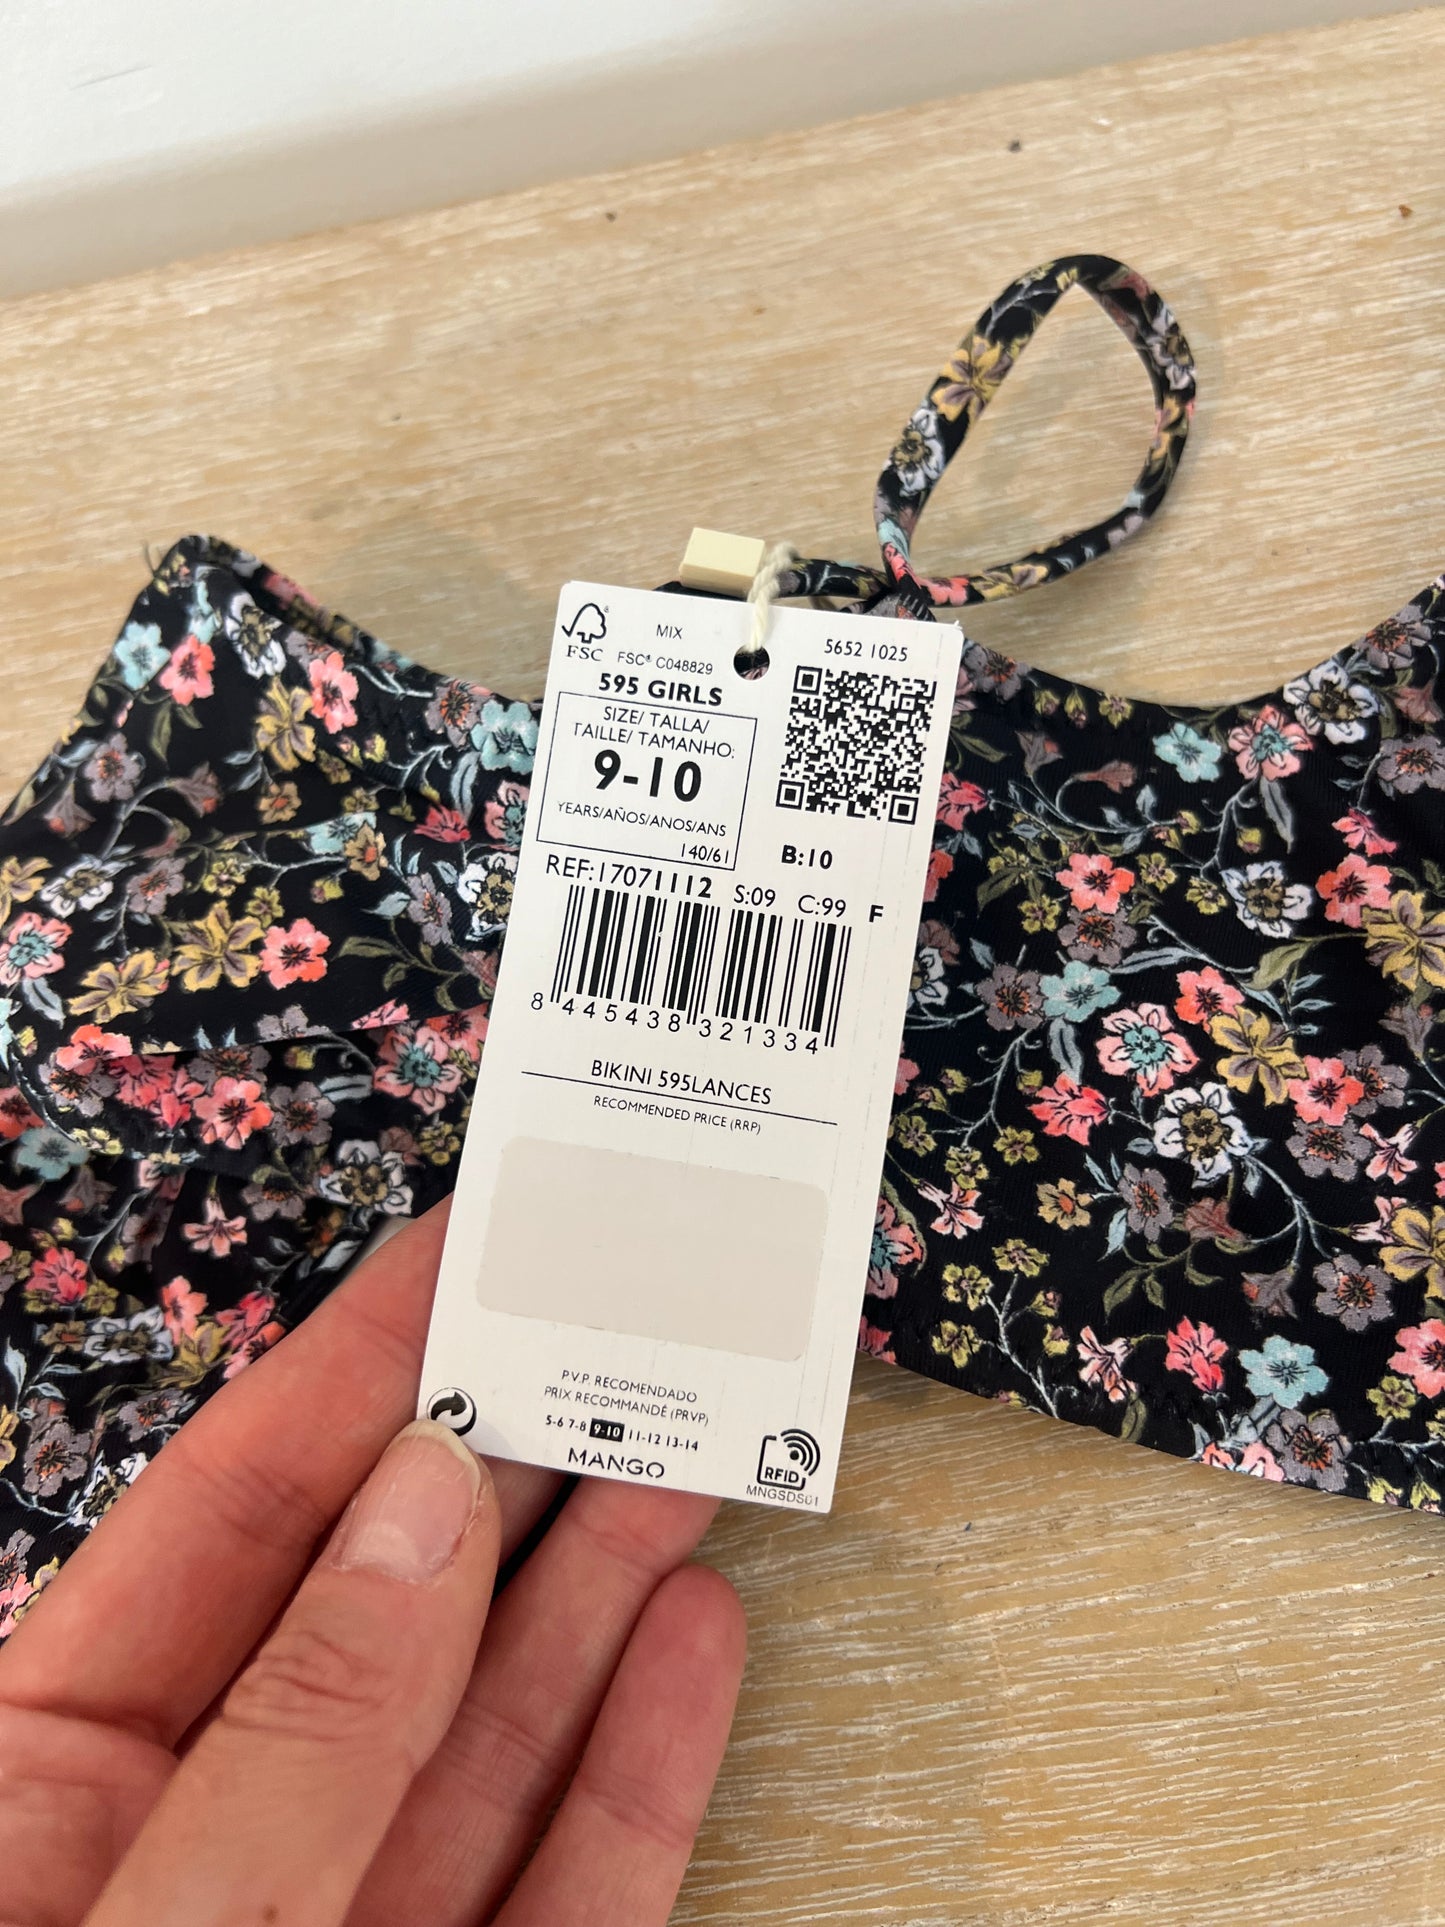 FSC
MIX
FSC® C048829
5652 1025
595 GIRLS
SIZE/ TALLA/
TAILLE/ TAMANHO:
9-10
YEARS/AÑOS/ANOS/ANS
140/61
B:10
REF:17071112 S:09 C:99 F
8 445438 321334
BIKINI 595LANCES
RECOMMENDED PRICE (RRP)
P.V.P. RECOMENDADO
PRIX RECOMMANDÉ (PRVP)
5-6 7-8 9-10 11-12 13-14
MANGO
RFID
MNGSDS01